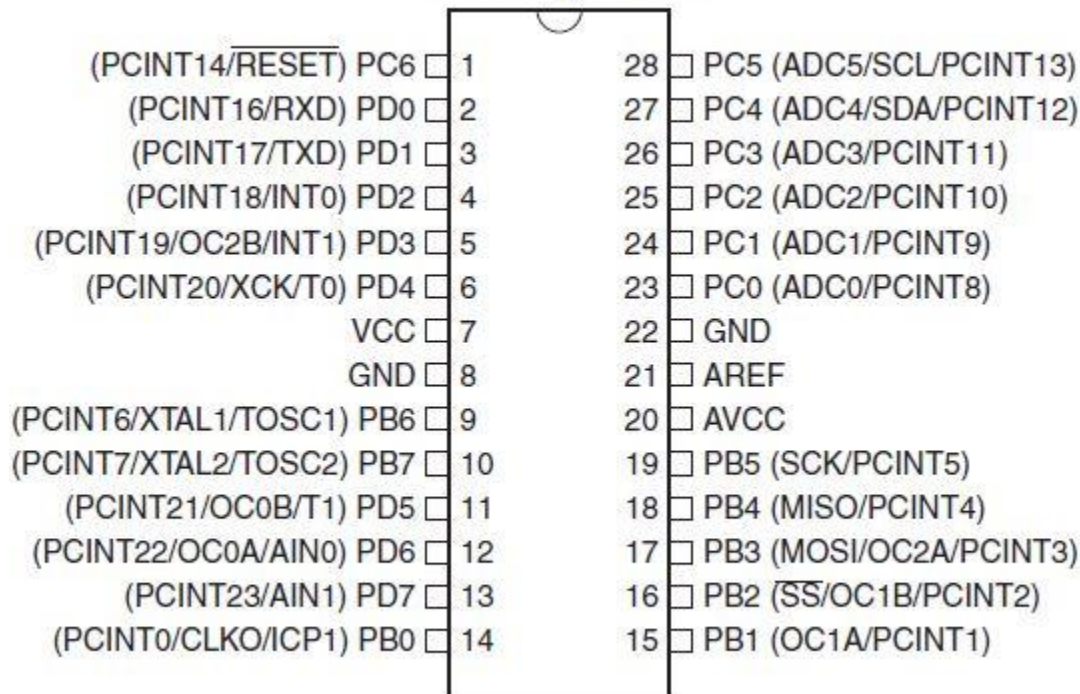 (PCINT14/RESET) PC6 1 28 PC5 (ADC5/SCL/PCINT13)
(PCINT16/RXD) PD0 2 27 PC4 (ADC4/SDA/PCINT12)
(PCINT17/TXD) PD1 3 26 PC3 (ADC3/PCINT11)
(PCINT18/INT0) PD2 4 25 PC2 (ADC2/PCINT10)
(PCINT19/OC2B/INT1) PD3 5 24 PC1 (ADC1/PCINT9)
(PCINT20/XCK/T0) PD4 6 23 PC0 (ADC0/PCINT8)
VCC 7 22 GND
GND 8 21 AREF
(PCINT6/XTAL1/TOSC1) PB6 9 20 AVCC
(PCINT7/XTAL2/TOSC2) PB7 10 19 PB5 (SCK/PCINT5)
(PCINT21/OC0B/T1) PD5 11 18 PB4 (MISO/PCINT4)
(PCINT22/OC0A/AIN0) PD6 12 17 PB3 (MOSI/OC2A/PCINT3)
(PCINT23/AIN1) PD7 13 16 PB2 (SS/OC1B/PCINT2)
(PCINT0/CLKO/ICP1) PB0 14 15 PB1 (OC1A/PCINT1)